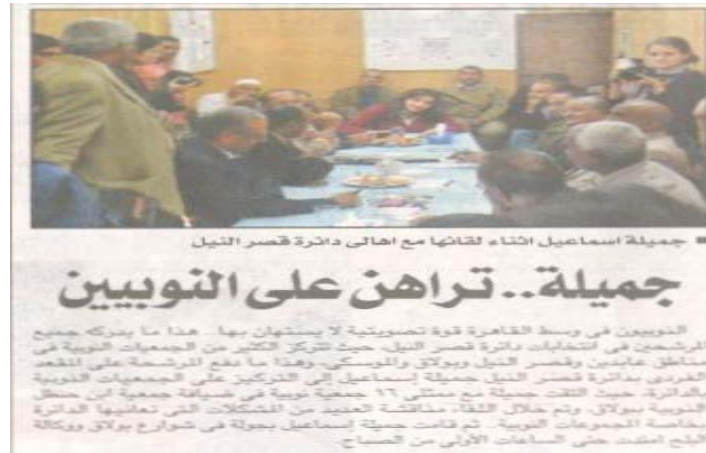 جميلة اسماعيل اثناء لقائها مع اهالى دائرة قصر النيل
جميلة.. تراهن على النوبيين
النوبيون فى وسط القاهرة قوة تصويتية لا يستهان بها. هذا ما يدركه جميع
المرشحين فى انتخابات دائرة قصر النيل حيث تتركز الكثير من الجمعيات النوبية فى
مناطق عابدين وقصر النيل وبولاق والموسكى. وهذا ما دفع المرشحة على المقعد
الفردى بدائرة قصر النيل جميلة إسماعيل إلى التركيز على الجمعيات النوبية
بالدائرة، حيث التقت جميلة مع ممثلى ١٦ جمعية نوبية فى ضيافة جمعية ابن حنظل
النوبية ببولاق. وتم خلال اللقاء مناقشة العديد من المشكلات التى تعانيها الدائرة
بخاصة المجموعات النوبية. ثم قامت جميلة إسماعيل بجولة فى شوارع بولاق ووكالة
البلح امتدت حتى الساعات الأولى من الصباح.